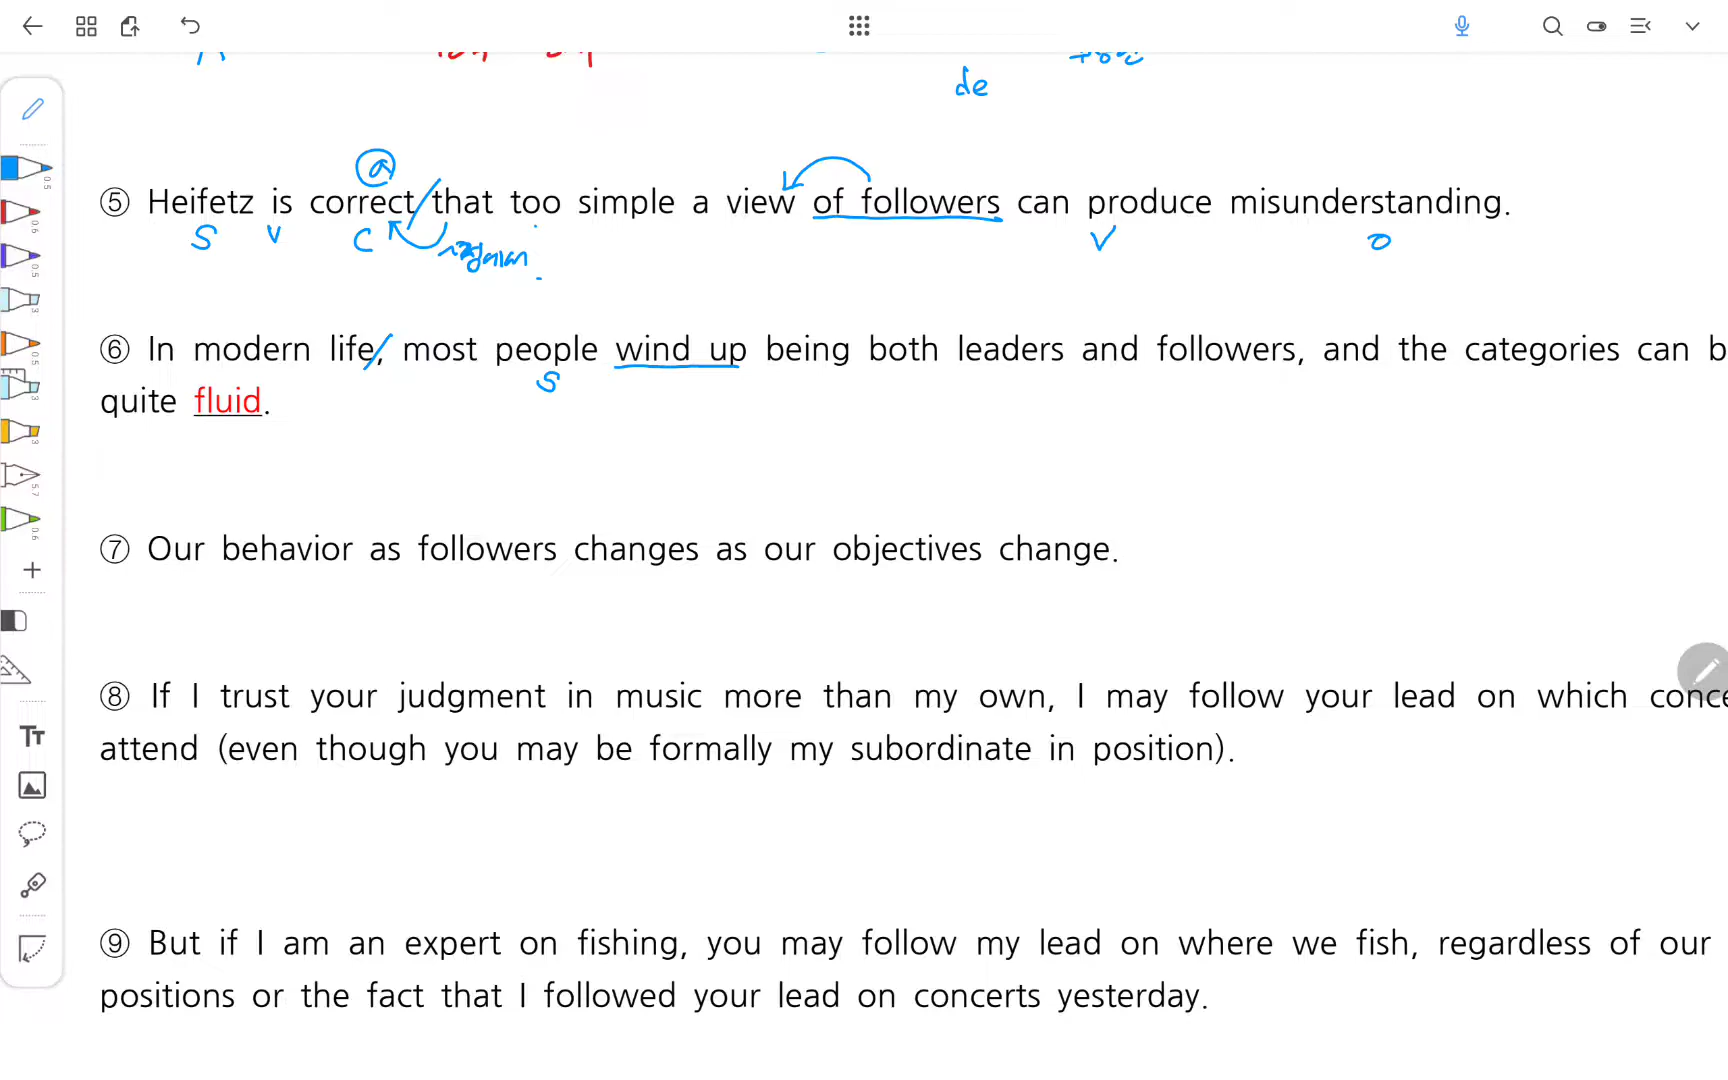 de
a
⑤ Heifetz is correct that too simple a view of followers can produce misunderstanding.
S V C V O
⑥ In modern life, most people wind up being both leaders and followers, and the categories can b
S
quite fluid.
⑦ Our behavior as followers changes as our objectives change.
⑧ If I trust your judgment in music more than my own, I may follow your lead on which conce
attend (even though you may be formally my subordinate in position).
⑨ But if I am an expert on fishing, you may follow my lead on where we fish, regardless of our
positions or the fact that I followed your lead on concerts yesterday.